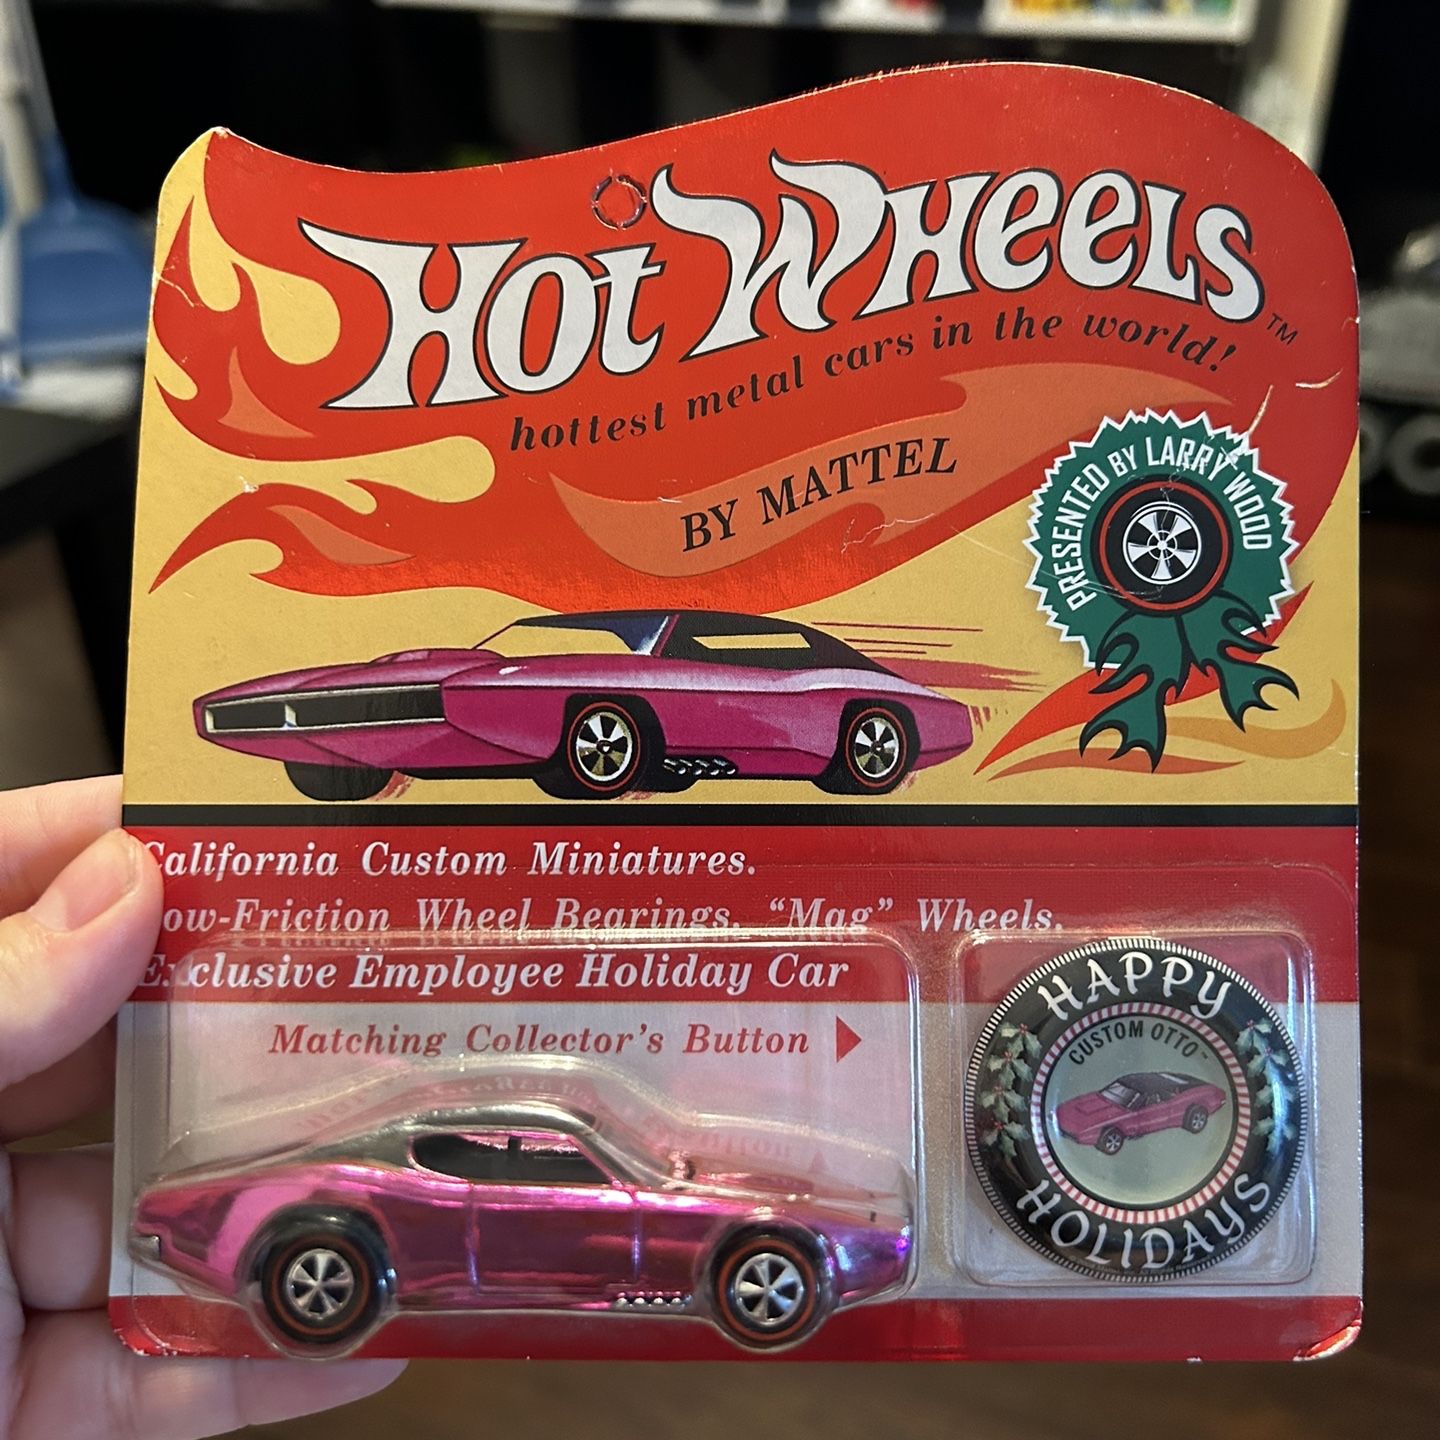 HOT WHEELS™
hottest metal cars in the world!
BY MATTEL
PRESENTED BY LARRY WOOD
California Custom Miniatures.
ow-Friction Wheel Bearings, “Mag” Wheels.
Exclusive Employee Holiday Car
Matching Collector's Button
HAPPY
CUSTOM OTTO™
HOLIDAYS